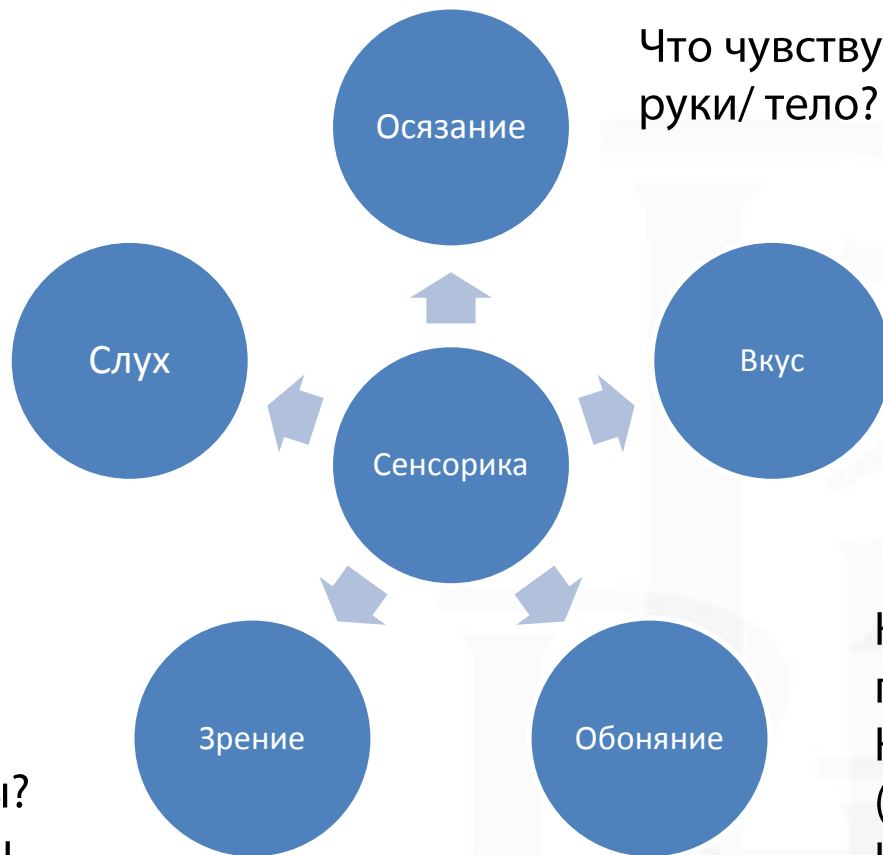 Что чувству
руки/ тело?
Осязание
Слух
Вкус
Сенсорика
Зрение
Обоняние
ы?
(